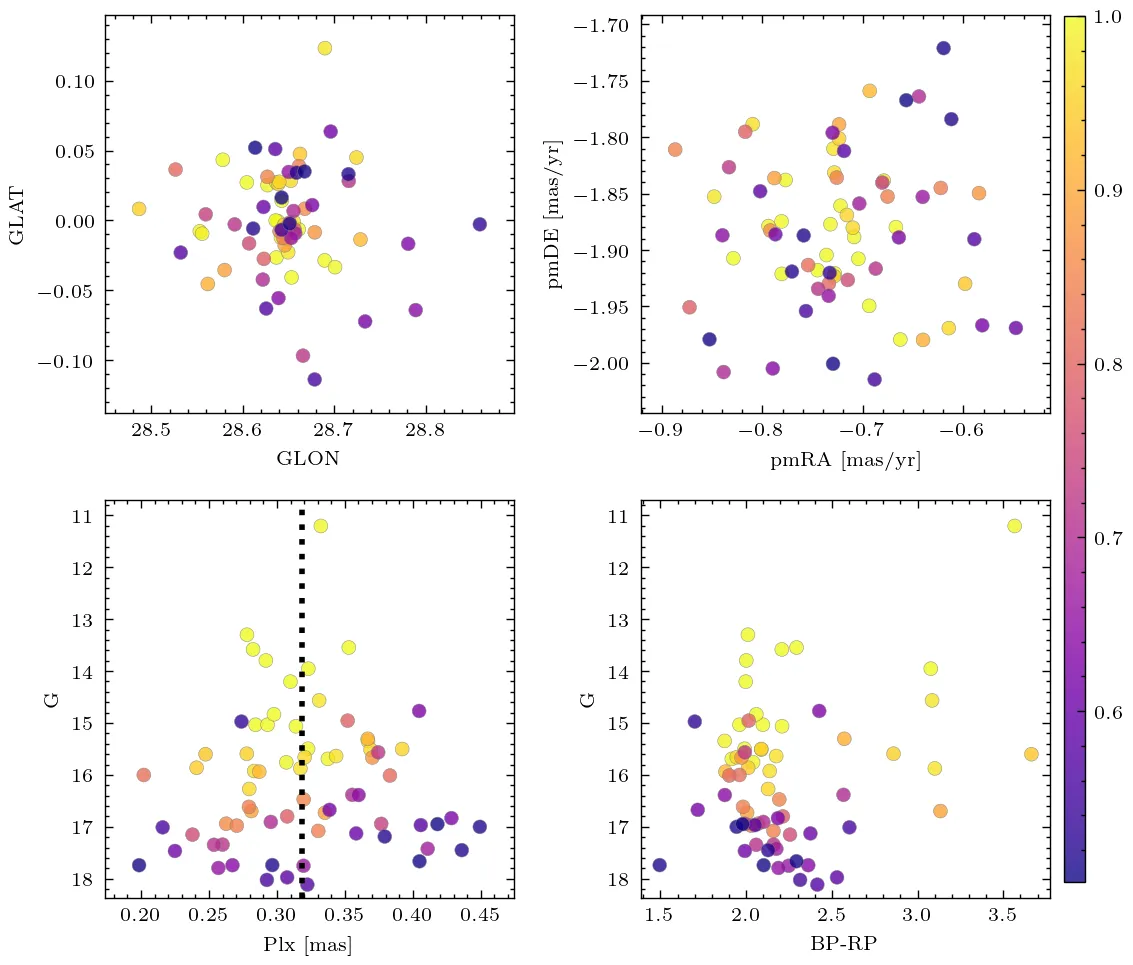 0.10
0.05
0.00
−0.05
−0.10
GLAT
28.5 28.6 28.7 28.8
GLON
−1.70
−1.75
−1.80
−1.85
−1.90
−1.95
−2.00
pmDE [mas/yr]
−0.9 −0.8 −0.7 −0.6
pmRA [mas/yr]
1.0
0.9
0.8
0.7
0.6
11
12
13
14
15
16
17
18
G
0.20 0.25 0.30 0.35 0.40 0.45
Plx [mas]
11
12
13
14
15
16
17
18
G
1.5 2.0 2.5 3.0 3.5
BP-RP